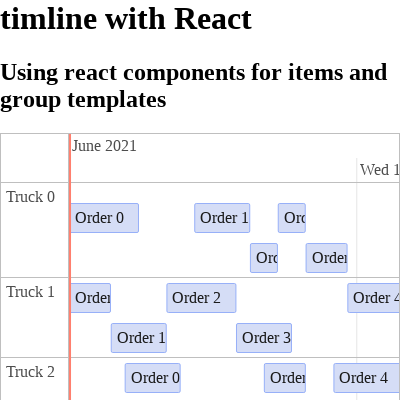 timline with React
Using react components for items and
group templates
June 2021
Wed 1
Truck 0
Order 0
Order 1
Orc
Orc
Order
Truck 1
Order
Order 2
Order 4
Order 1
Order 3
Truck 2
Order 0
Order
Order 4